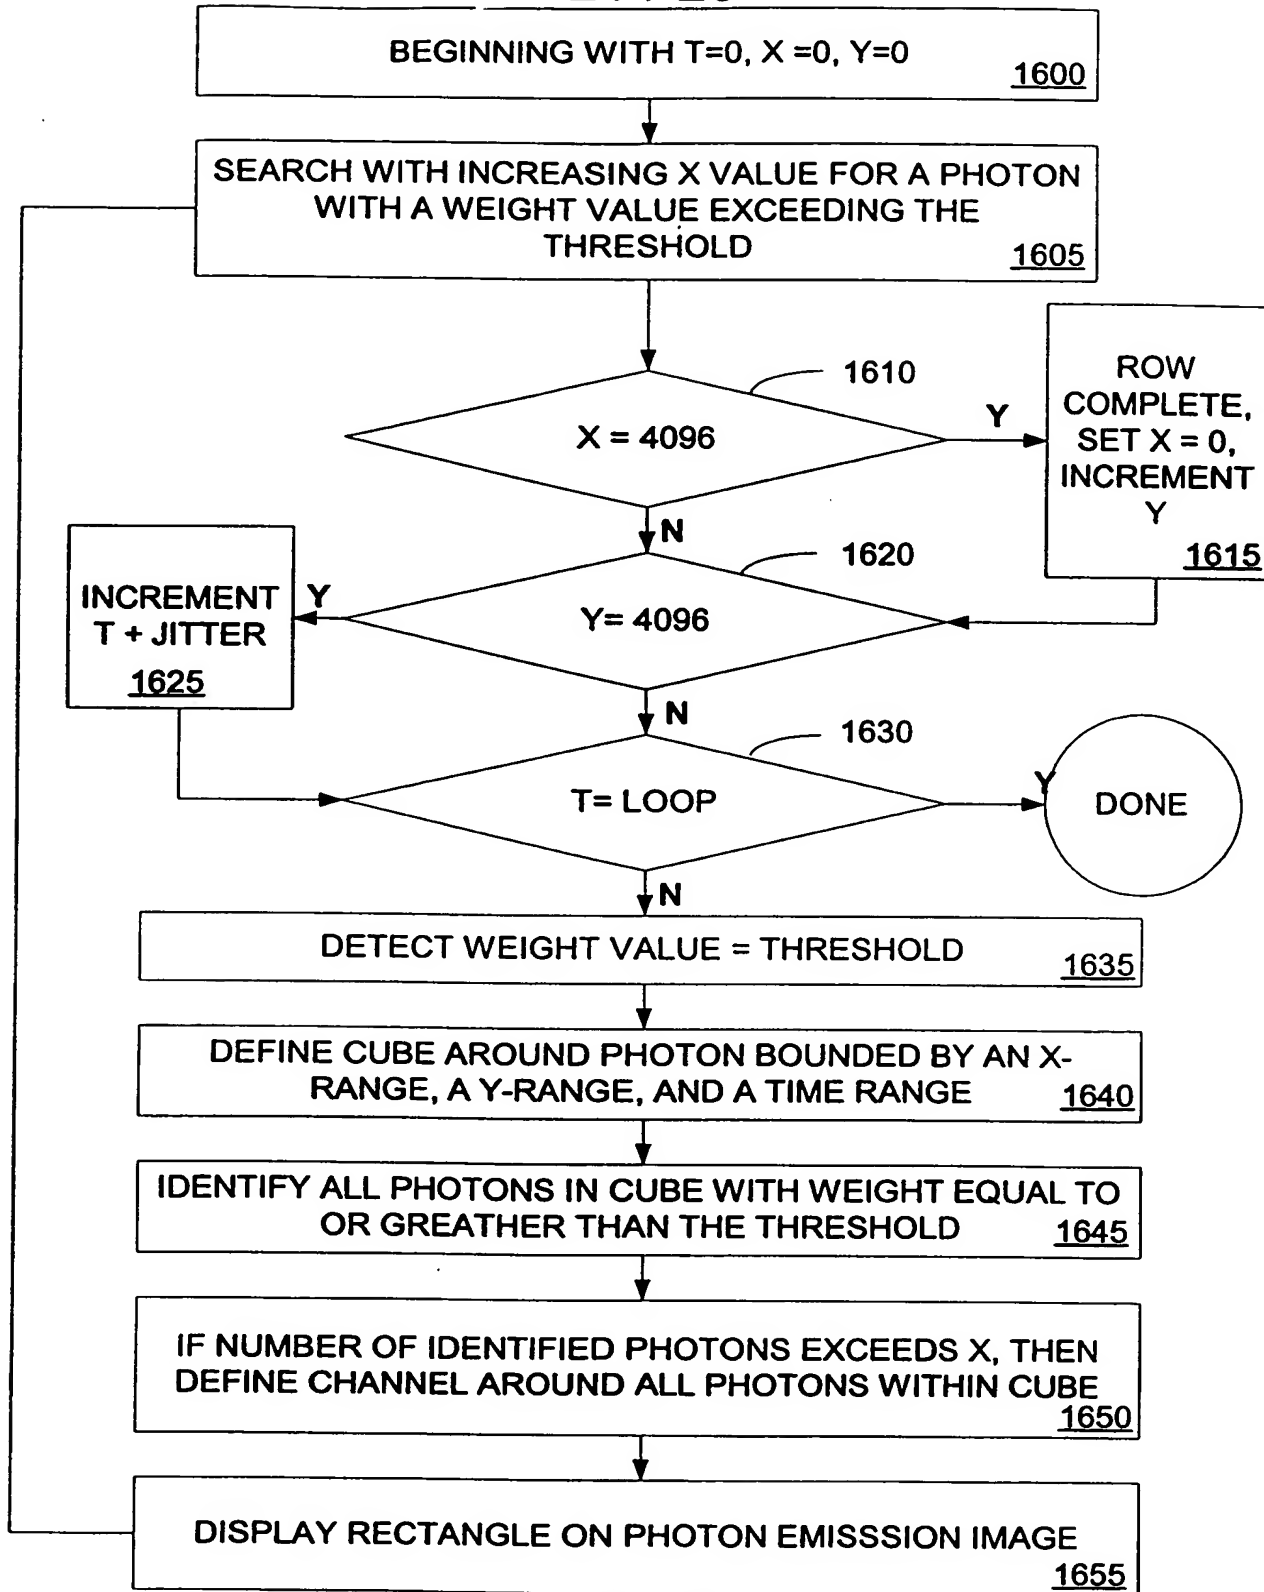 BEGINNING WITH T=0, X =0, Y=0
1600
SEARCH WITH INCREASING X VALUE FOR A PHOTON
WITH A WEIGHT VALUE EXCEEDING THE
THRESHOLD
1605
1610
X = 4096
Y
ROW
COMPLETE,
SET X = 0,
INCREMENT
Y
1615
N
1620
Y= 4096
Y
INCREMENT
T + JITTER
1625
N
1630
T= LOOP
Y
DONE
N
DETECT WEIGHT VALUE = THRESHOLD
1635
DEFINE CUBE AROUND PHOTON BOUNDED BY AN X-
RANGE, A Y-RANGE, AND A TIME RANGE
1640
IDENTIFY ALL PHOTONS IN CUBE WITH WEIGHT EQUAL TO
OR GREATHER THAN THE THRESHOLD
1645
IF NUMBER OF IDENTIFIED PHOTONS EXCEEDS X, THEN
DEFINE CHANNEL AROUND ALL PHOTONS WITHIN CUBE
1650
DISPLAY RECTANGLE ON PHOTON EMISSSION IMAGE
1655